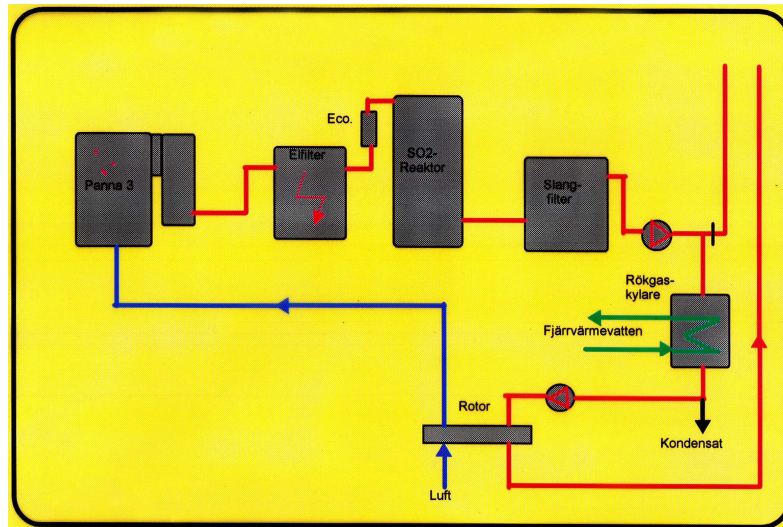 Eco.
Panna 3
Elfilter
SO2-
Reaktor
Slang-
filter
Rökgas-
kylare
Fjärrvärmevatten
Rotor
Kondensat
Luft